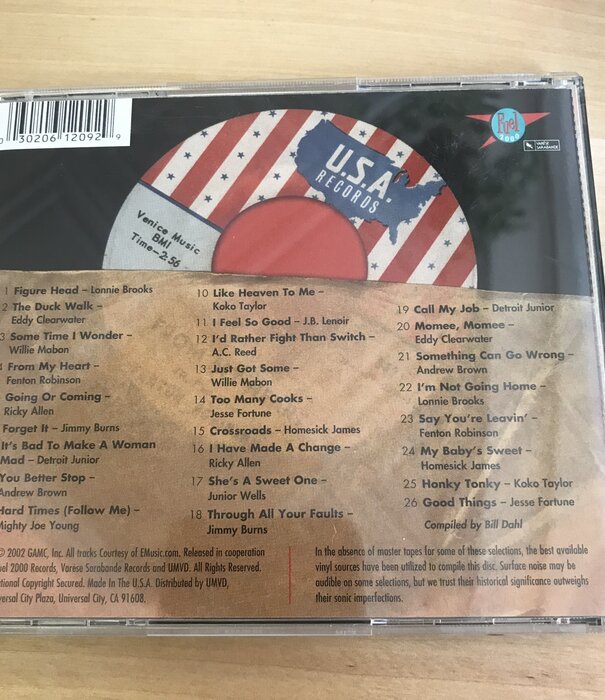 30206 12092 9
Fuel
2000
VARÈSE
SARABANDE
U.S.A.
RECORDS
Venice Music
BMI
Time—2:56
1 Figure Head – Lonnie Brooks
2 The Duck Walk –
Eddy Clearwater
3 Some Time I Wonder –
Willie Mabon
From My Heart –
Fenton Robinson
Going Or Coming –
Ricky Allen
Forget It – Jimmy Burns
It's Bad To Make A Woman
Mad – Detroit Junior
You Better Stop –
Andrew Brown
Hard Times (Follow Me) –
Mighty Joe Young
10 Like Heaven To Me –
Koko Taylor
11 I Feel So Good – J.B. Lenoir
12 I'd Rather Fight Than Switch –
A.C. Reed
13 Just Got Some –
Willie Mabon
14 Too Many Cooks –
Jesse Fortune
15 Crossroads – Homesick James
16 I Have Made A Change –
Ricky Allen
17 She's A Sweet One –
Junior Wells
18 Through All Your Faults –
Jimmy Burns
19 Call My Job – Detroit Junior
20 Momee, Momee –
Eddy Clearwater
21 Something Can Go Wrong –
Andrew Brown
22 I'm Not Going Home –
Lonnie Brooks
23 Say You're Leavin' –
Fenton Robinson
24 My Baby's Sweet –
Homesick James
25 Honky Tonky – Koko Taylor
26 Good Things – Jesse Fortune
Compiled by Bill Dahl
© 2002 GAMC, Inc. All tracks Courtesy of EMusic.com. Released in cooperation
2000 Records, Varèse Sarabande Records and UMVD. All Rights Reserved.
Copyright Secured. Made In The U.S.A. Distributed by UMVD,
City Plaza, Universal City, CA 91608.
In the absence of master tapes for some of these selections, the best available
vinyl sources have been utilized to compile this disc. Surface noise may be
audible on some selections, but we trust their historical significance outweighs
their sonic imperfections.